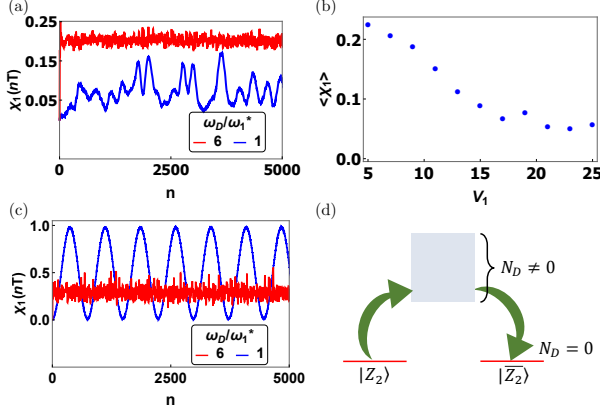 (a)
0.25
0.15
0.05
χ1(nT)
ωD/ω1*
6 1
0 2500 5000
n
(b)
0.2
0.1
0.0
<χ1>
5 10 15 20 25
V1
(c)
1.0
0.5
0.0
χ1(nT)
ωD/ω1*
6 1
0 2500 5000
n
(d)
ND ≠ 0
ND = 0
|Z2⟩
|Z̅2⟩